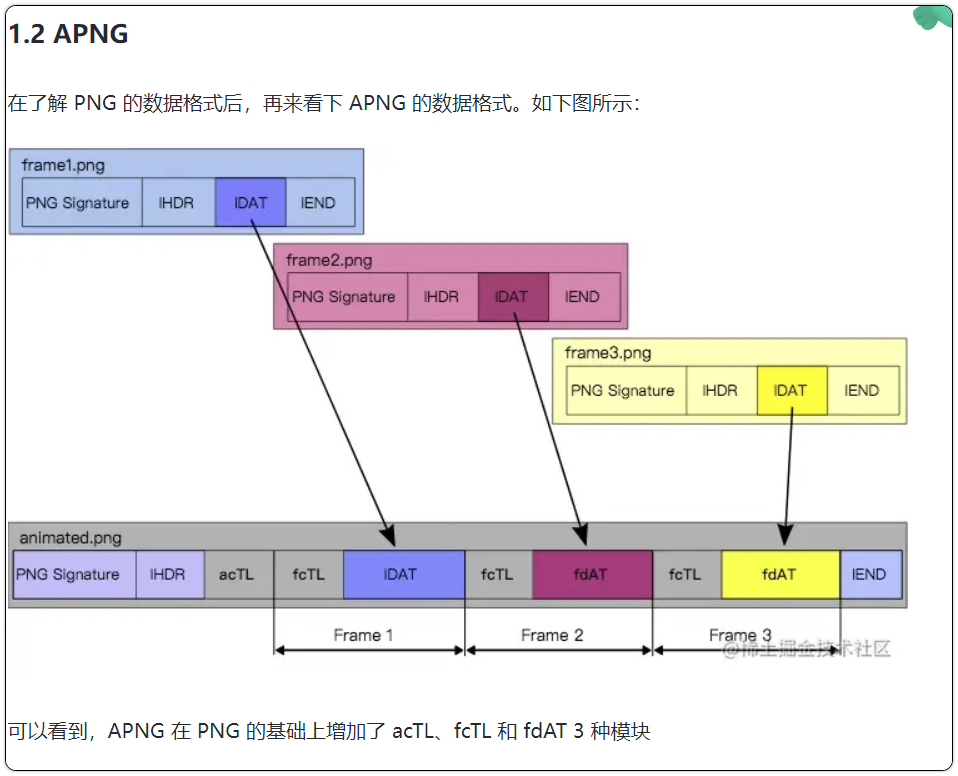 1.2 APNG
在了解 PNG 的数据格式后，再来看下 APNG 的数据格式。如下图所示：
frame1.png
PNG Signature IHDR IDAT IEND
frame2.png
PNG Signature IHDR IDAT IEND
frame3.png
PNG Signature IHDR IDAT IEND
animated.png
PNG Signature IHDR acTL fcTL IDAT fcTL fdAT fcTL fdAT IEND
Frame 1 Frame 2 Frame 3
@稀土掘金技术社区
可以看到，APNG 在 PNG 的基础上增加了 acTL、fcTL 和 fdAT 3 种模块